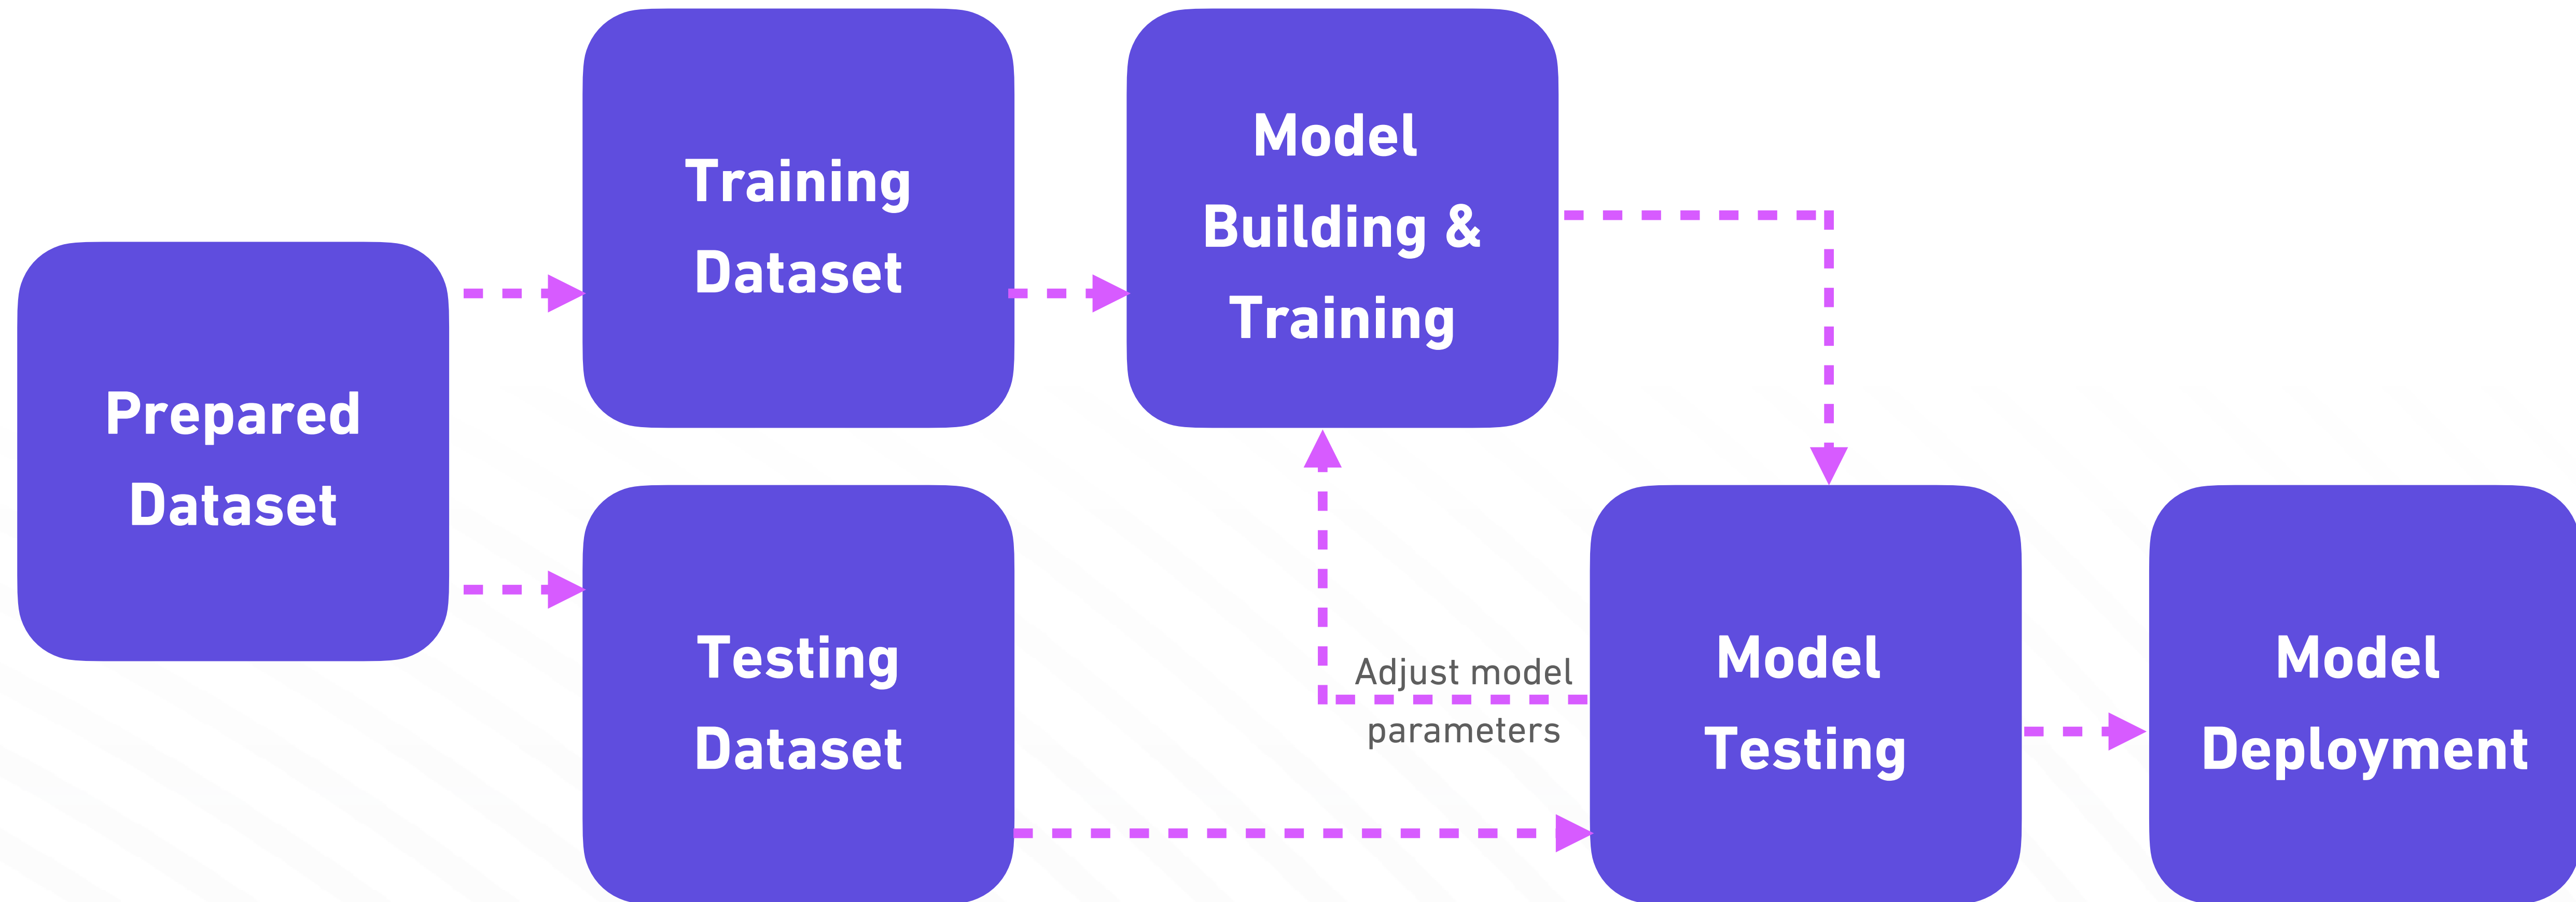 Prepared
Dataset
Training
Dataset
Testing
Dataset
Model
Building &
Training
Adjust model
parameters
Model
Testing
Model
Deployment